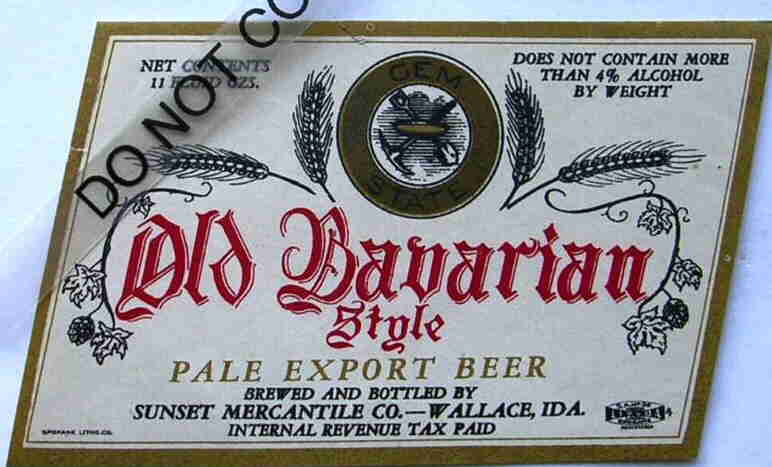 DO NOT CO
NET CONTENTS
11 FLUID OZS.
GEM
STATE
DOES NOT CONTAIN MORE
THAN 4% ALCOHOL
BY WEIGHT
Old Bavarian
Style
PALE EXPORT BEER
BREWED AND BOTTLED BY
SUNSET MERCANTILE CO.—WALLACE, IDA.
INTERNAL REVENUE TAX PAID
SPOKANE LITHO. CO.